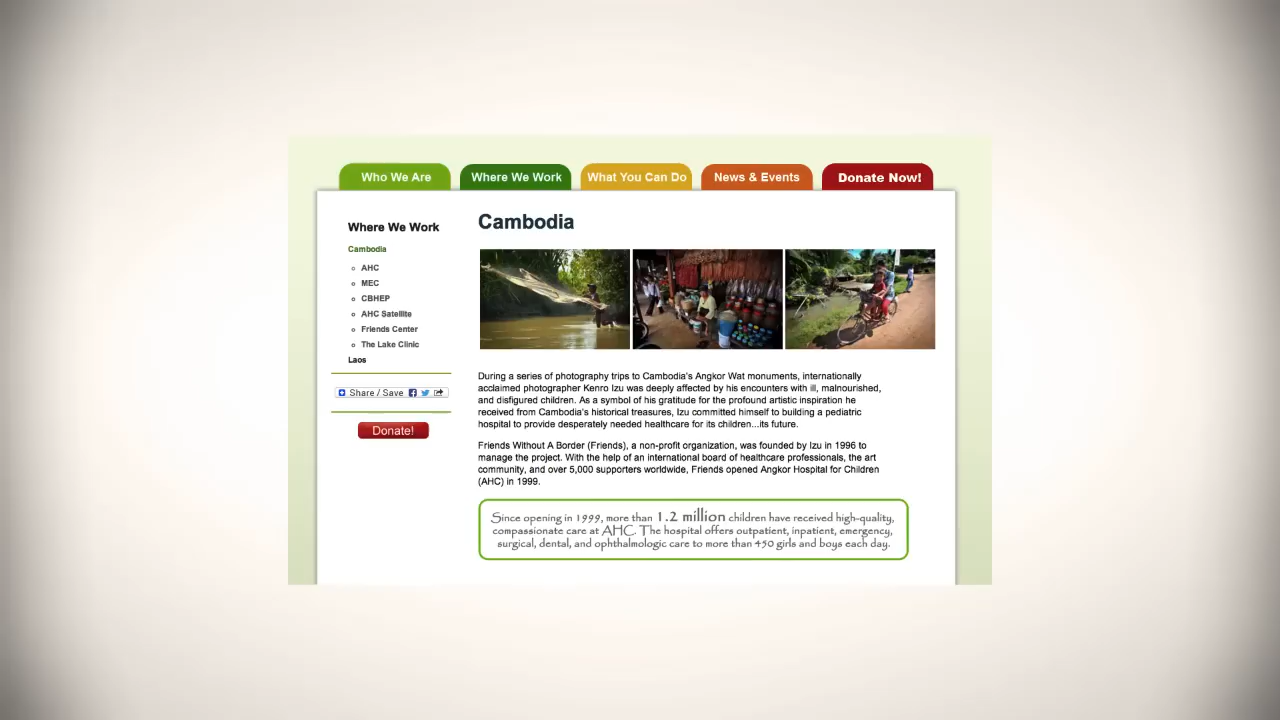 Who We Are
Where We Work
What You Can Do
News & Events
Donate Now!
Where We Work
Cambodia
AHC
MEC
CBHEP
AHC Satellite
Friends Center
The Lake Clinic
Laos
Share / Save
Donate!
Cambodia
During a series of photography trips to Cambodia's Angkor Wat monuments, internationally
acclaimed photographer Kenro Izu was deeply affected by his encounters with ill, malnourished,
and disfigured children. As a symbol of his gratitude for the profound artistic inspiration he
received from Cambodia's historical treasures, Izu committed himself to building a pediatric
hospital to provide desperately needed healthcare for its children...its future.
Friends Without A Border (Friends), a non-profit organization, was founded by Izu in 1996 to
manage the project. With the help of an international board of healthcare professionals, the art
community, and over 5,000 supporters worldwide, Friends opened Angkor Hospital for Children
(AHC) in 1999.
Since opening in 1999, more than 1.2 million children have received high-quality,
compassionate care at AHC. The hospital offers outpatient, inpatient, emergency,
surgical, dental, and ophthalmologic care to more than 450 girls and boys each day.